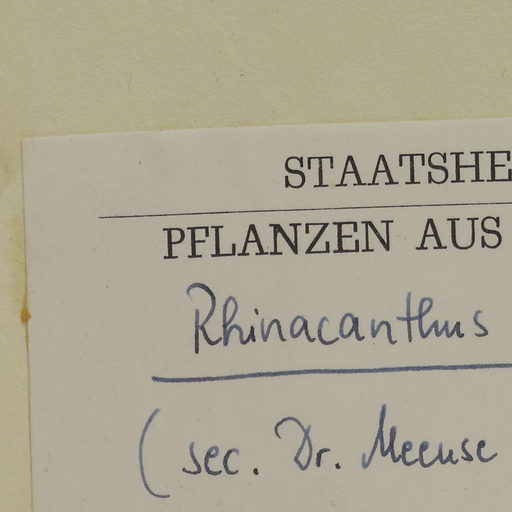 STAATSHE
PFLANZEN AUS
Rhinacanthus
(sec. Dr. Meeuse